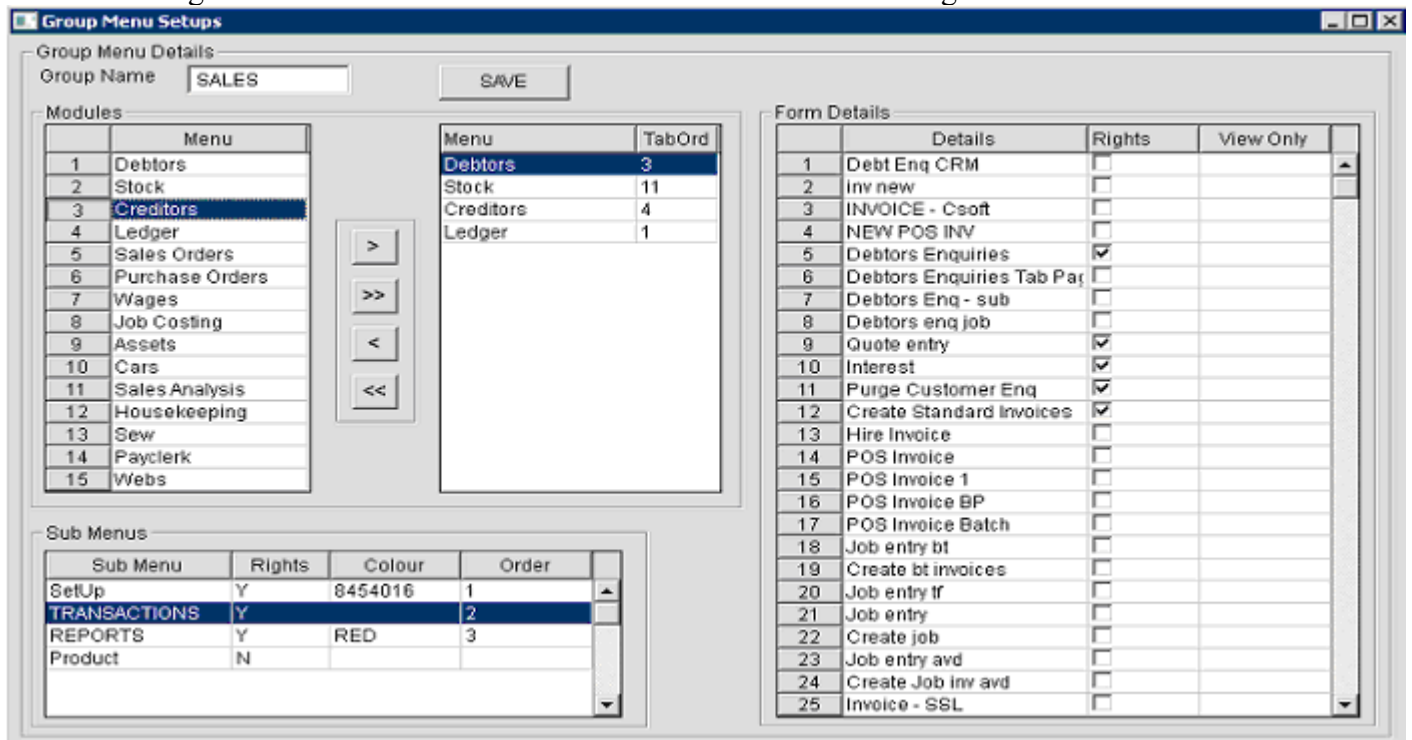 Group Menu Setups
Group Menu Details
Group Name SALES SAVE
Modules
Menu
1 Debtors
2 Stock
3 Creditors
4 Ledger
5 Sales Orders
6 Purchase Orders
7 Wages
8 Job Costing
9 Assets
10 Cars
11 Sales Analysis
12 Housekeeping
13 Sew
14 Payclerk
15 Webs
>
>>
<
<<
Menu TabOrd
Debtors 3
Stock 11
Creditors 4
Ledger 1
Sub Menus
Sub Menu Rights Colour Order
SetUp Y 8454016 1
TRANSACTIONS Y 2
REPORTS Y RED 3
Product N
Form Details
Details Rights View Only
1 Debt Enq CRM
2 inv new
3 INVOICE - Csoft
4 NEW POS INV
5 Debtors Enquiries
6 Debtors Enquiries Tab Pag
7 Debtors Enq - sub
8 Debtors enq job
9 Quote entry
10 Interest
11 Purge Customer Enq
12 Create Standard Invoices
13 Hire Invoice
14 POS Invoice
15 POS Invoice 1
16 POS Invoice BP
17 POS Invoice Batch
18 Job entry bt
19 Create bt invoices
20 Job entry tf
21 Job entry
22 Create job
23 Job entry avd
24 Create Job inv avd
25 Invoice - SSL